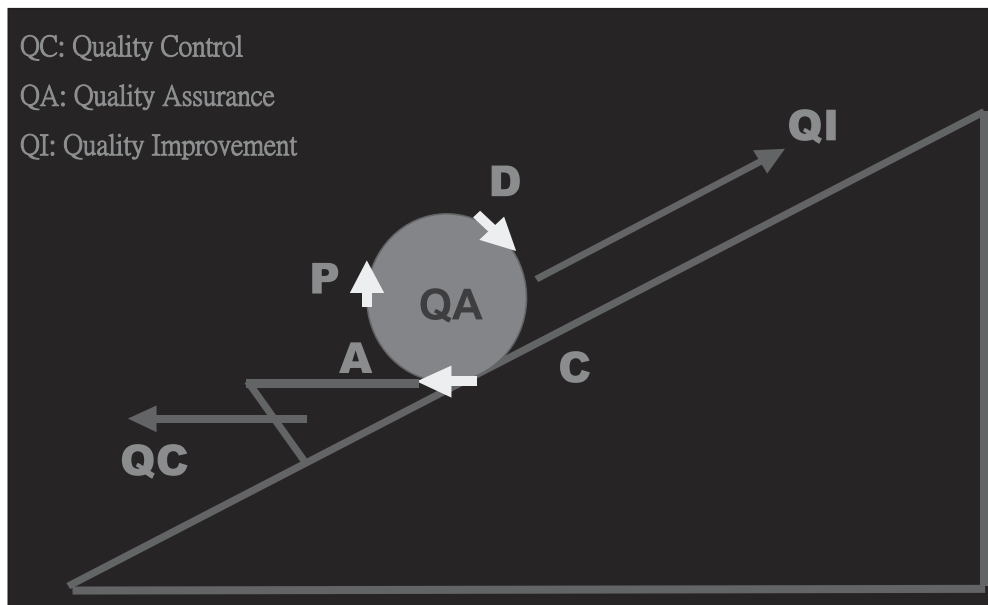 QC: Quality Control
QA: Quality Assurance
QI: Quality Improvement
QI
D
P
QA
A
C
QC